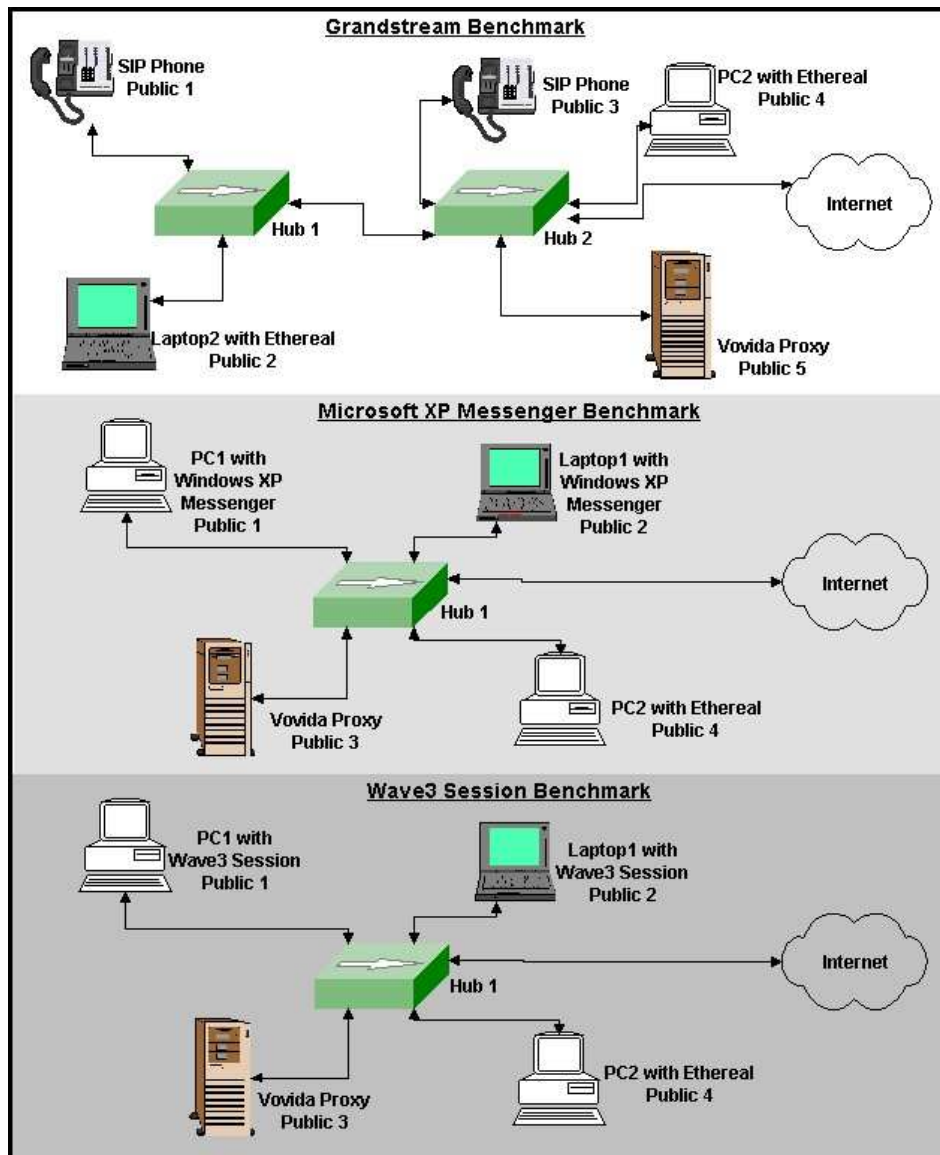 Grandstream Benchmark
SIP Phone
Public 1
SIP Phone
Public 3
PC2 with Ethereal
Public 4
Hub 1
Hub 2
Internet
Laptop2 with Ethereal
Public 2
Vovida Proxy
Public 5
Microsoft XP Messenger Benchmark
PC1 with
Windows XP
Messenger
Public 1
Laptop1 with
Windows XP
Messenger
Public 2
Internet
Hub 1
Vovida Proxy
Public 3
PC2 with Ethereal
Public 4
Wave3 Session Benchmark
PC1 with
Wave3 Session
Public 1
Laptop1 with
Wave3 Session
Public 2
Internet
Hub 1
Vovida Proxy
Public 3
PC2 with Ethereal
Public 4